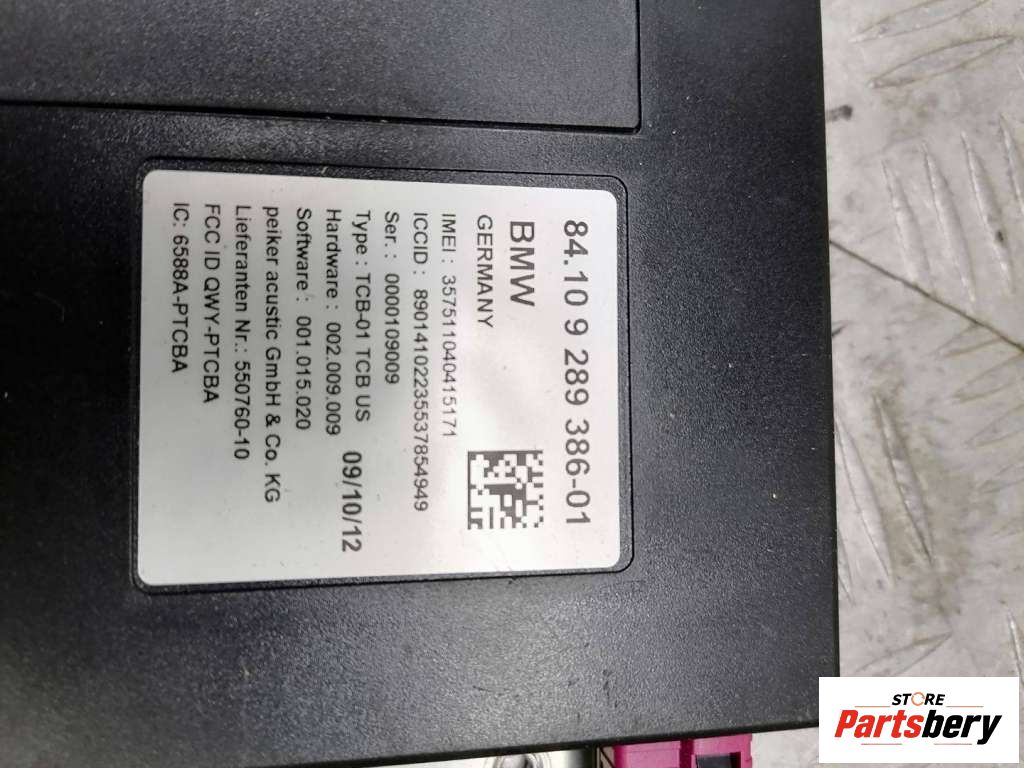 84.10 9 289 386-01
BMW
GERMANY
IMEI : 357511040415171
ICCID : 89014102235537854949
Ser. : 0000109009
Type : TCB-01 TCB US 09/10/12
Hardware : 002.009.009
Software : 001.015.020
peiker acustic GmbH & Co. KG
Lieferanten Nr.: 550760-10
FCC ID QWY-PTCBA
IC: 6588A-PTCBA
STORE
Partsbery